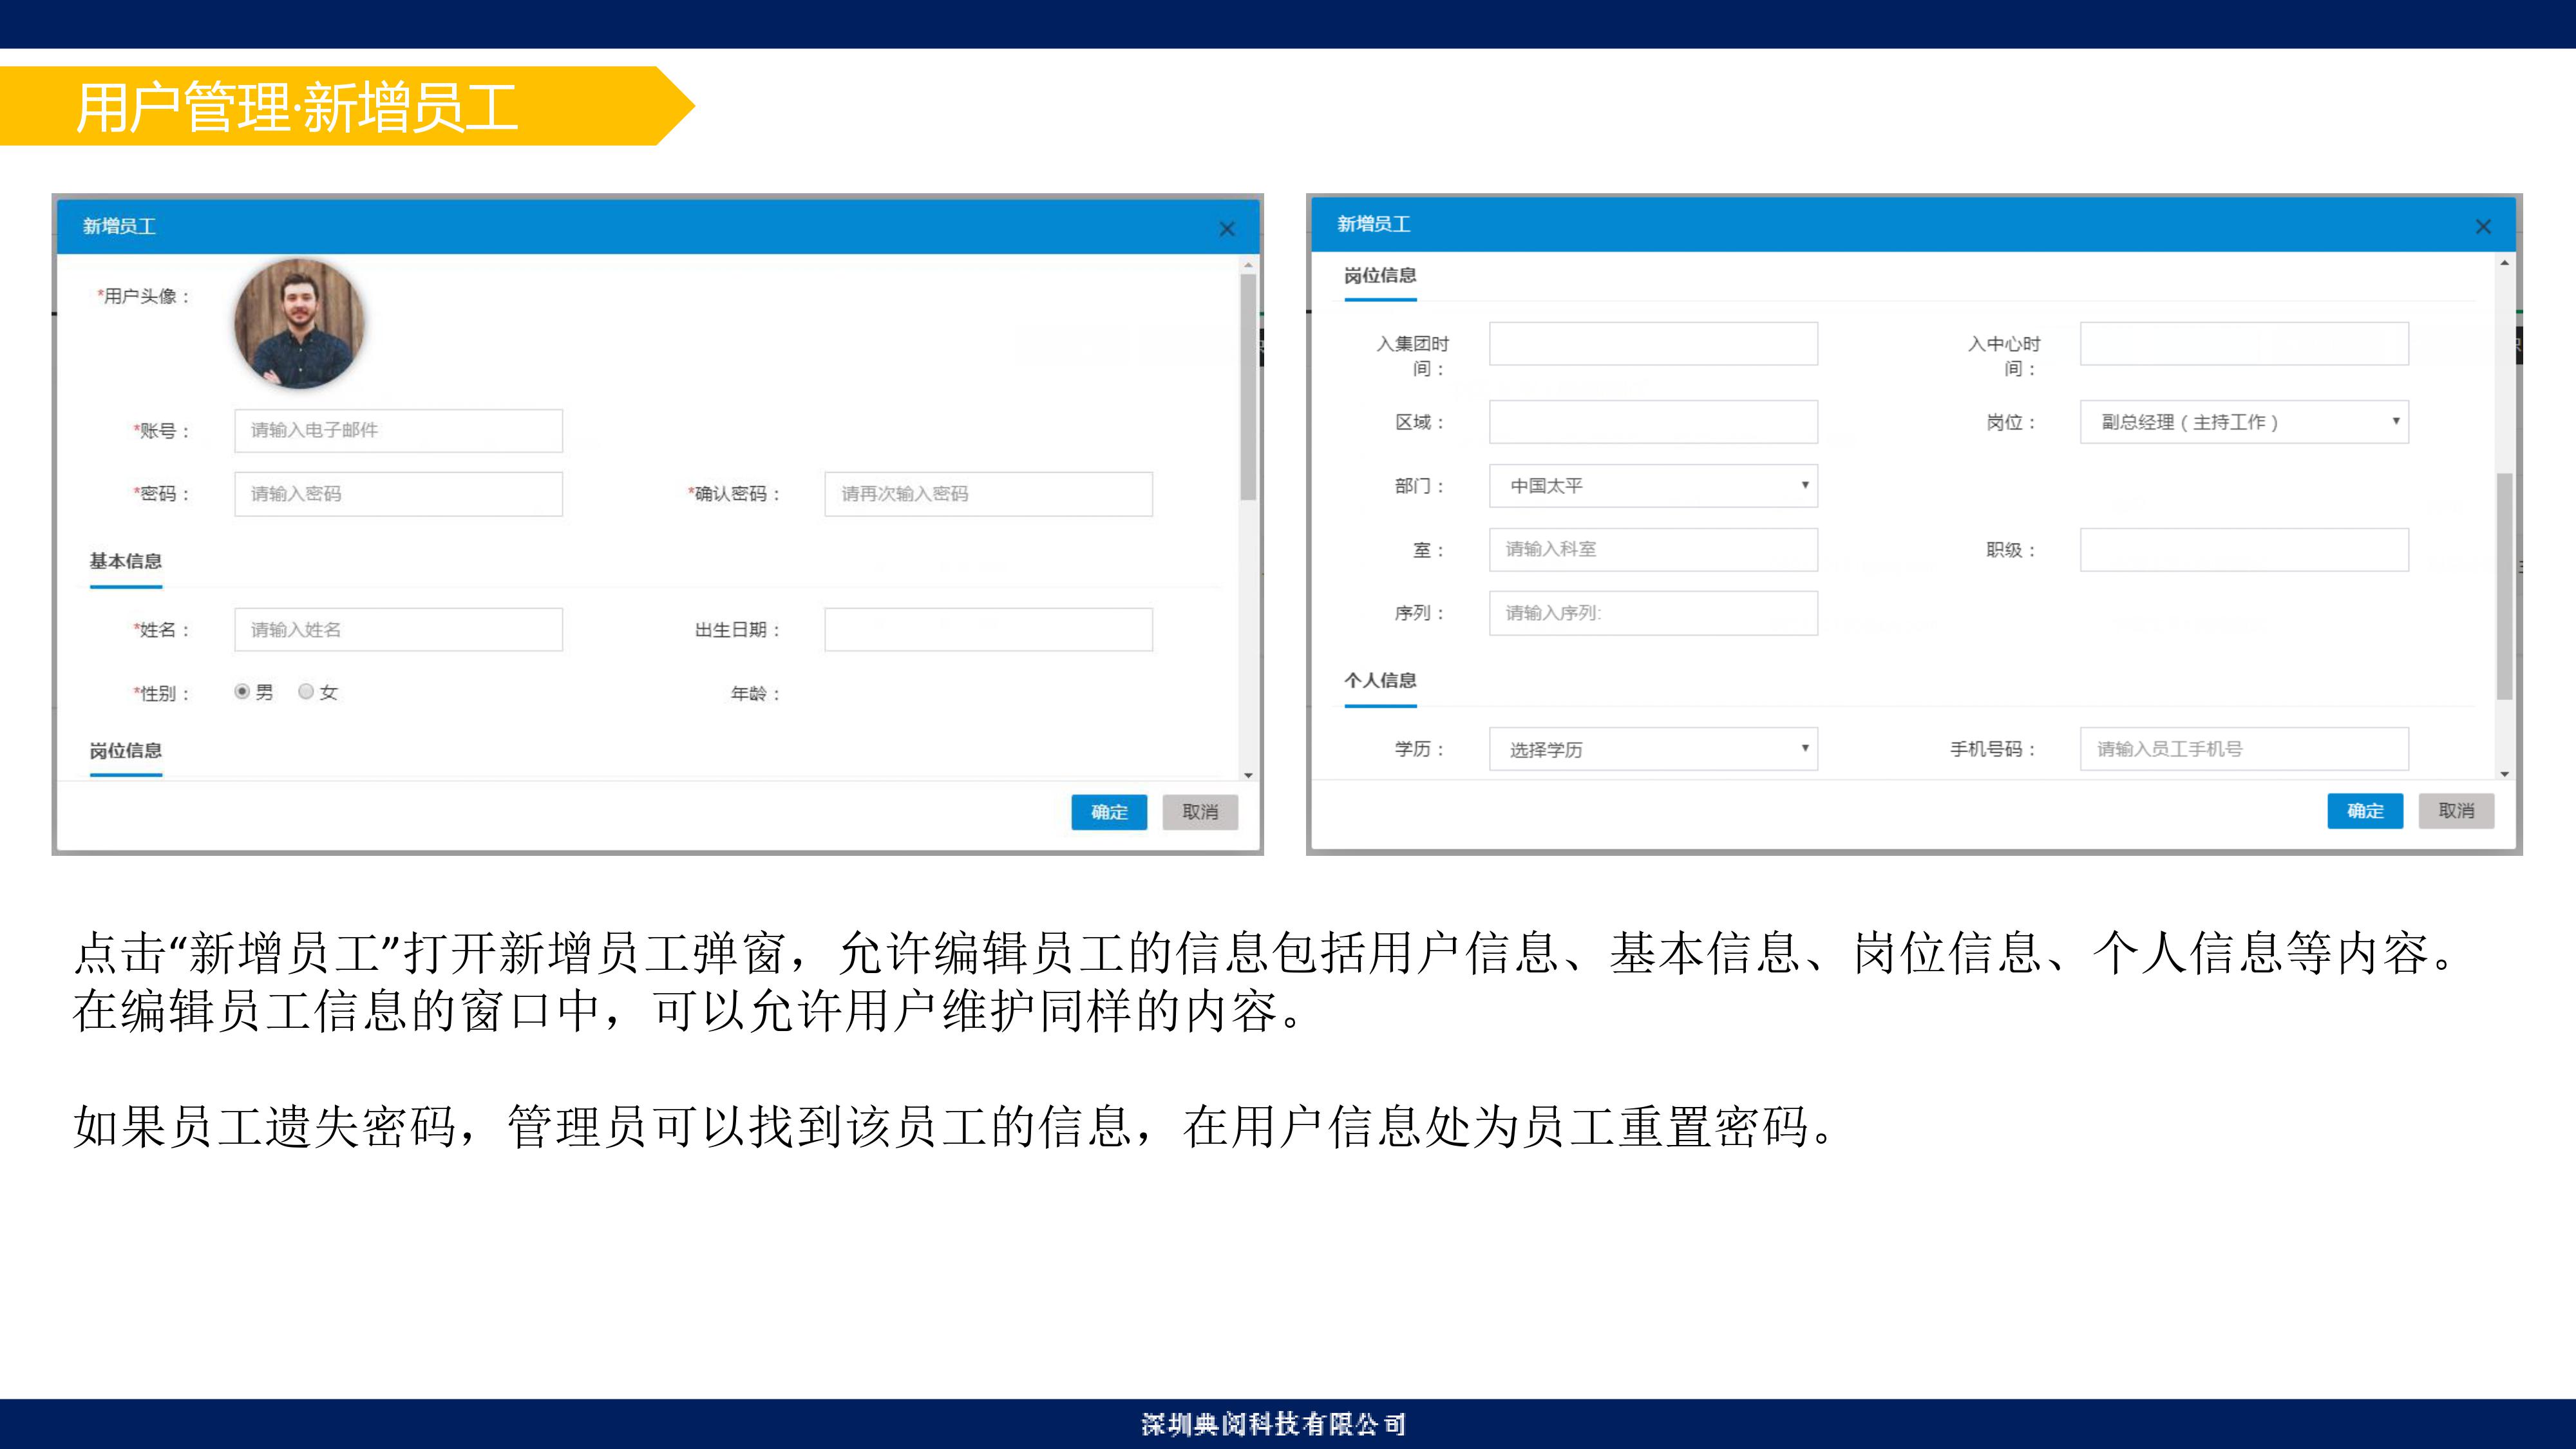 用户管理·新增员工
新增员工
*用户头像：
*账号：
请输入电子邮件
*密码：
请输入密码
*确认密码：
请再次输入密码
基本信息
*姓名：
请输入姓名
出生日期：
*性别：
男 女
年龄：
岗位信息
确定 取消
新增员工
岗位信息
入集团时
间：
入中心时
间：
区域：
岗位：
副总经理（主持工作）
部门：
中国太平
室：
请输入科室
职级：
序列：
请输入序列:
个人信息
学历：
选择学历
手机号码：
请输入员工手机号
确定 取消
点击“新增员工”打开新增员工弹窗，允许编辑员工的信息包括用户信息、基本信息、岗位信息、个人信息等内容。
在编辑员工信息的窗口中，可以允许用户维护同样的内容。
如果员工遗失密码，管理员可以找到该员工的信息，在用户信息处为员工重置密码。
深圳典阅科技有限公司